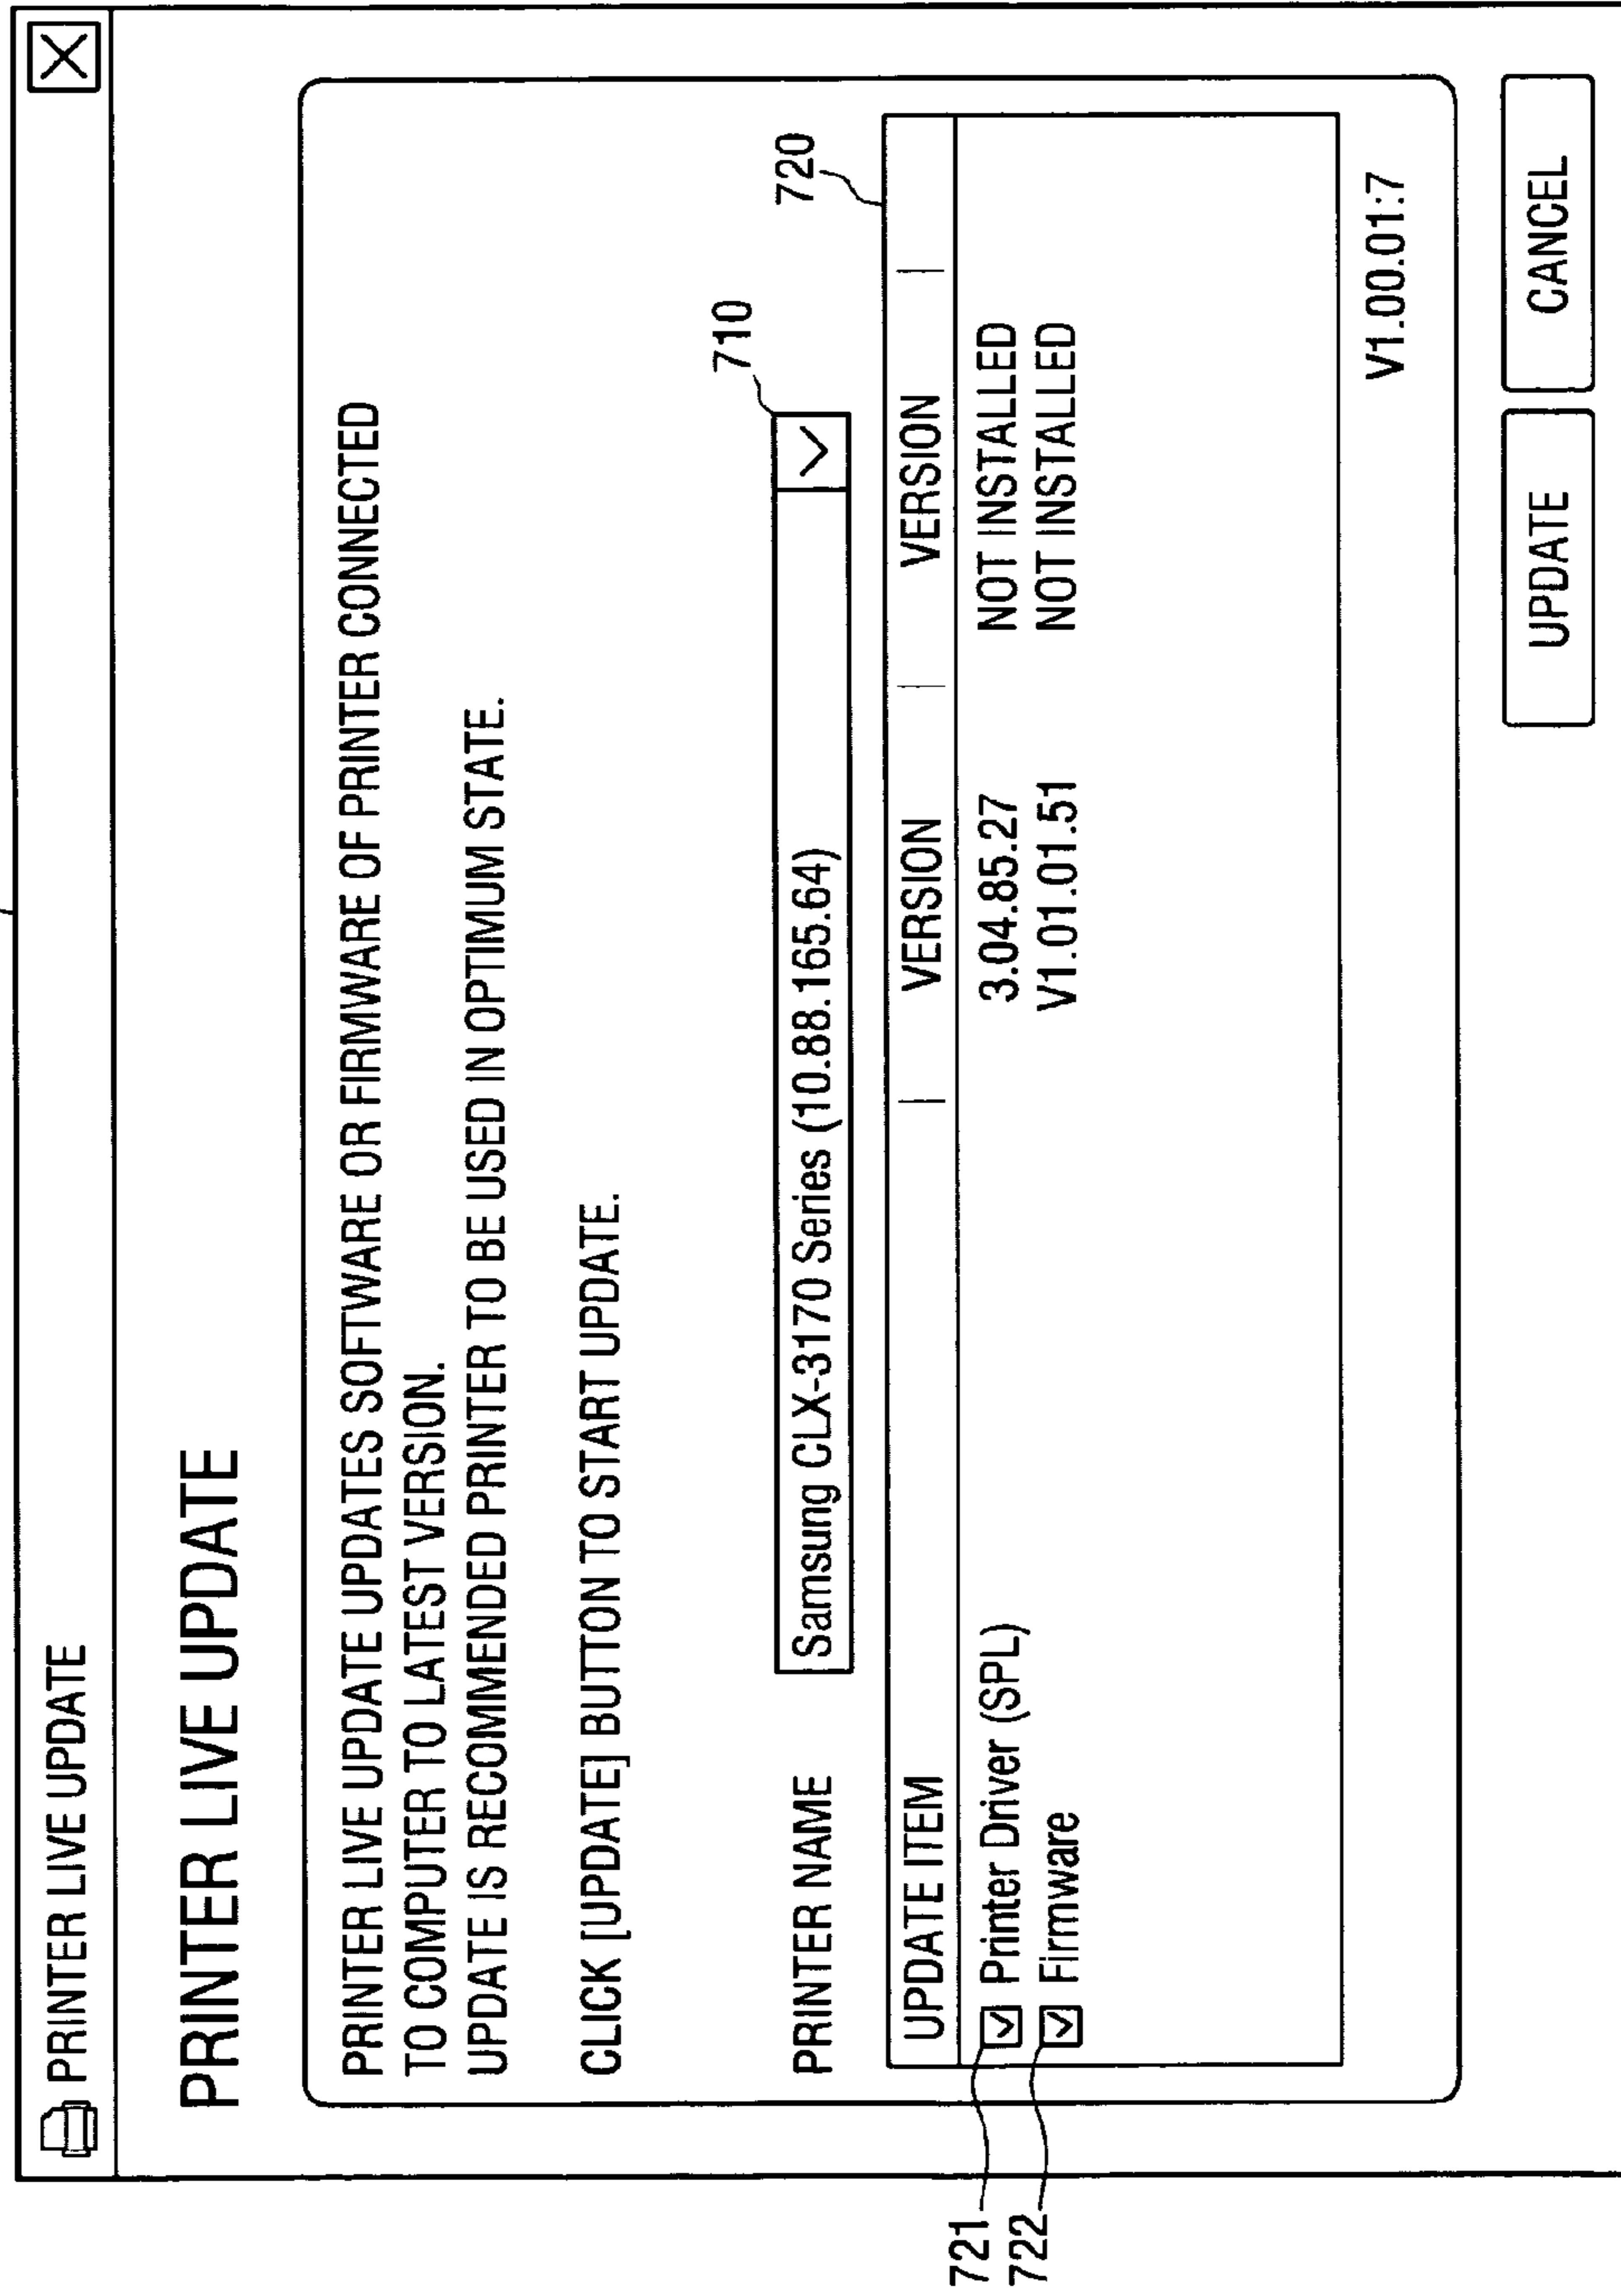 PRINTER LIVE UPDATE
PRINTER LIVE UPDATE
PRINTER LIVE UPDATE UPDATES SOFTWARE OR FIRMWARE OF PRINTER CONNECTED
TO COMPUTER TO LATEST VERSION.
UPDATE IS RECOMMENDED PRINTER TO BE USED IN OPTIMUM STATE.
CLICK [UPDATE] BUTTON TO START UPDATE.
710
PRINTER NAME Samsung CLX-3170 Series (10.88.165.64)
720
UPDATE ITEM VERSION VERSION
721 Printer Driver (SPL) 3.04.85.27 NOT INSTALLED
722 Firmware V1.01.01.51 NOT INSTALLED
V1.00.01:7
UPDATE CANCEL